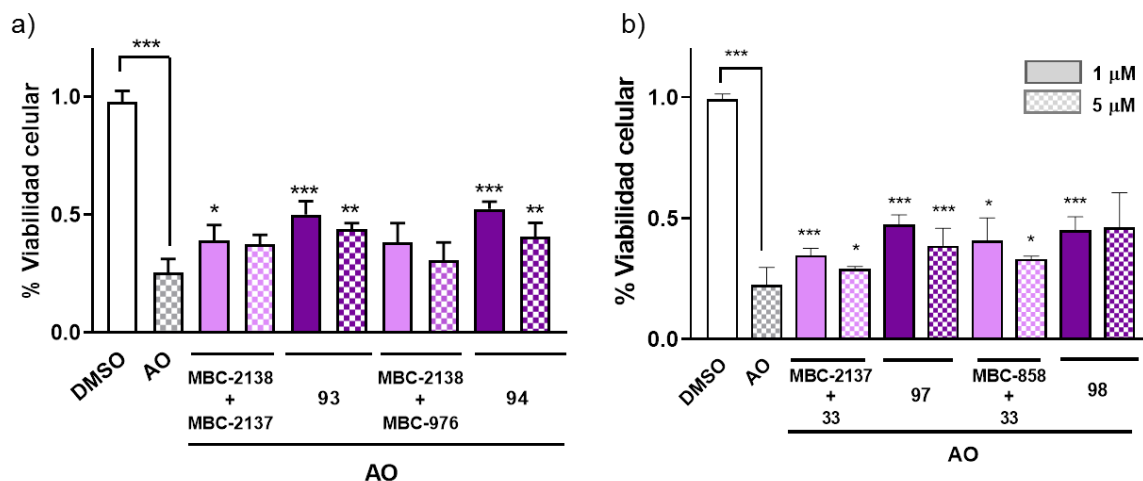 a)
% Viabilidad celular
1.0
0.5
0.0
***
*
***
**
***
**
DMSO
AO
MBC-2138
+
MBC-2137
93
MBC-2138
+
MBC-976
94
AO
b)
% Viabilidad celular
1.0
0.5
0.0
***
1 μM
5 μM
***
*
***
***
*
*
***
DMSO
AO
MBC-2137
+
33
97
MBC-858
+
33
98
AO